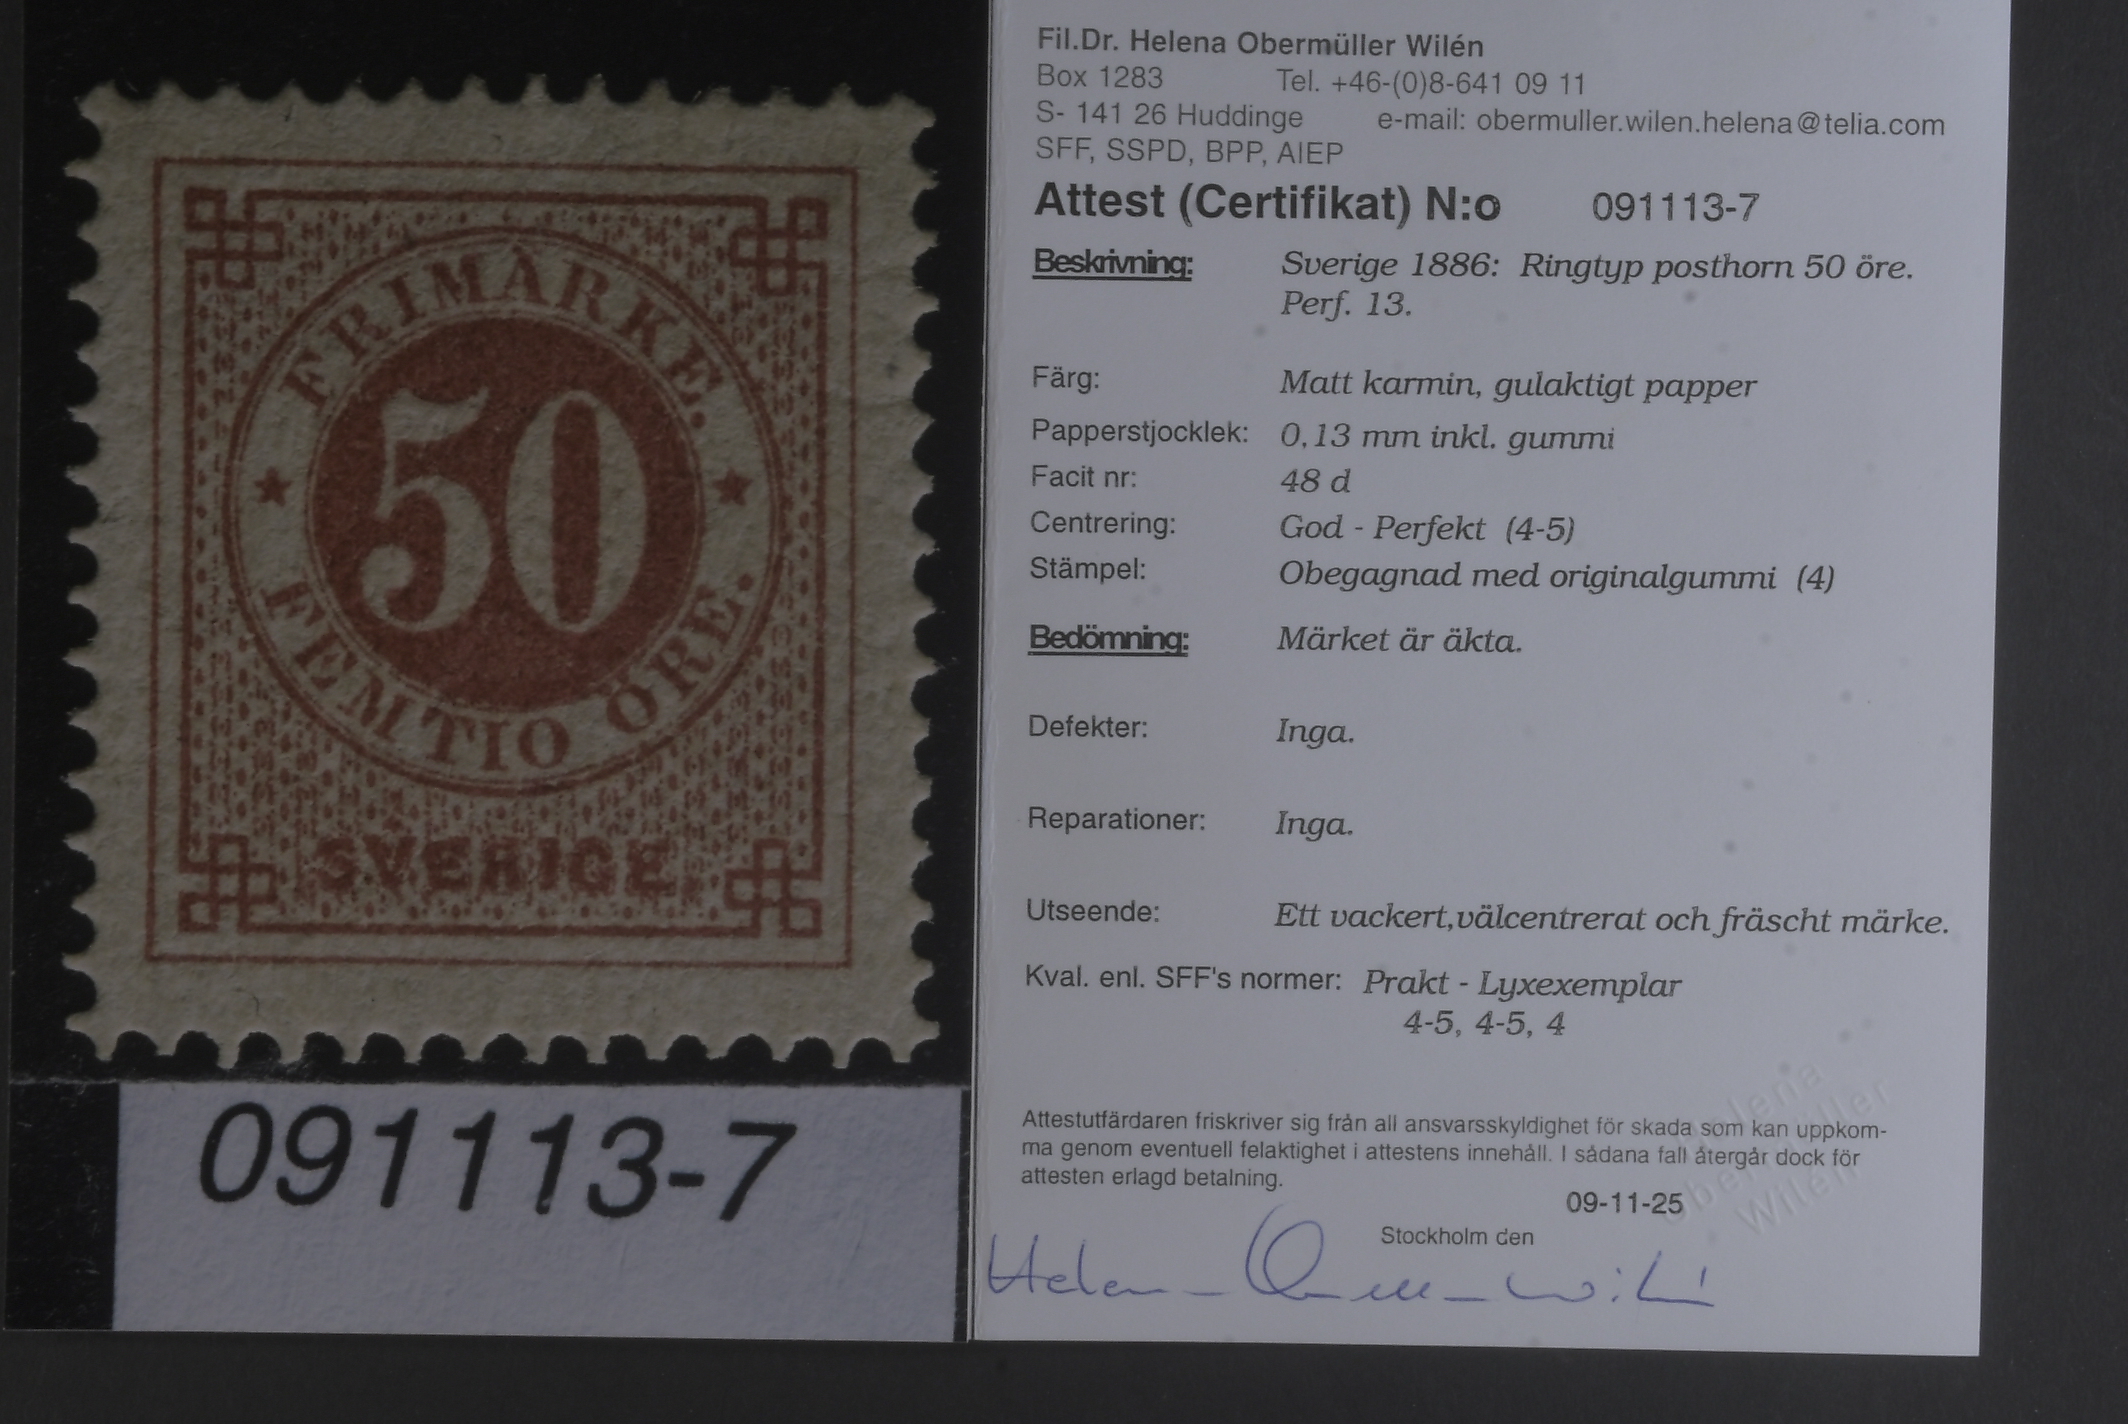 FRIMÄRKE.
50
FEMTIO ÖRE.
SVERIGE.
091113-7
Fil.Dr. Helena Obermüller Wilén
Box 1283 Tel. +46-(0)8-641 09 11
S- 141 26 Huddinge e-mail: obermuller.wilen.helena@telia.com
SFF, SSPD, BPP, AIEP
Attest (Certifikat) N:o 091113-7
Beskrivning: Sverige 1886: Ringtyp posthorn 50 öre.
Perf. 13.
Färg: Matt karmin, gulaktigt papper
Papperstjocklek: 0,13 mm inkl. gummi
Facit nr: 48 d
Centrering: God - Perfekt (4-5)
Stämpel: Obegagnad med originalgummi (4)
Bedömning: Märket är äkta.
Defekter: Inga.
Reparationer: Inga.
Utseende: Ett vackert,välcentrerat och fräscht märke.
Kval. enl. SFF's normer: Prakt - Lyxexemplar
4-5, 4-5, 4
Attestutfärdaren friskriver sig från all ansvarsskyldighet för skada som kan uppkom-
ma genom eventuell felaktighet i attestens innehåll. I sådana fall återgår dock för
attesten erlagd betalning.
09-11-25
Stockholm den
Helena
Obermüller
Wilén